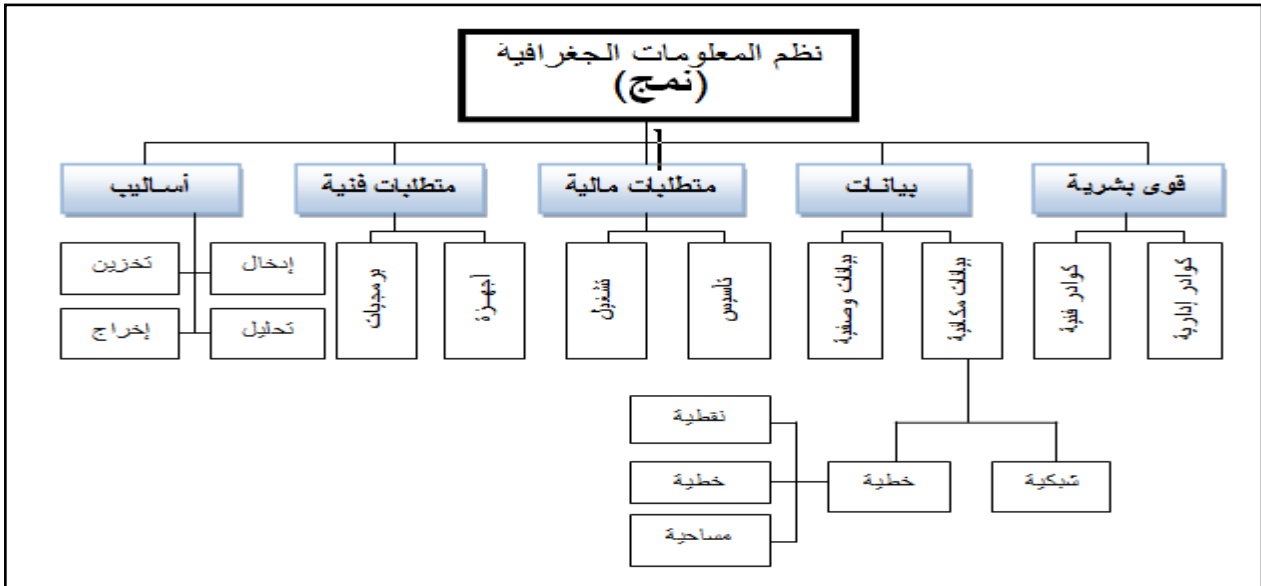 نظم المعلومات الجغرافية
(نمج)
قوى بشرية
بيانات
متطلبات مالية
متطلبات فنية
أساليب
كوادر إدارية
كوادر فنية
بيانات مكانية
بيانات وصفية
تأسيس
تشغيل
أجهزة
برمجيات
إدخال
تخزين
تحليل
إخراج
شبكية
خطية
نقطية
خطية
مساحية